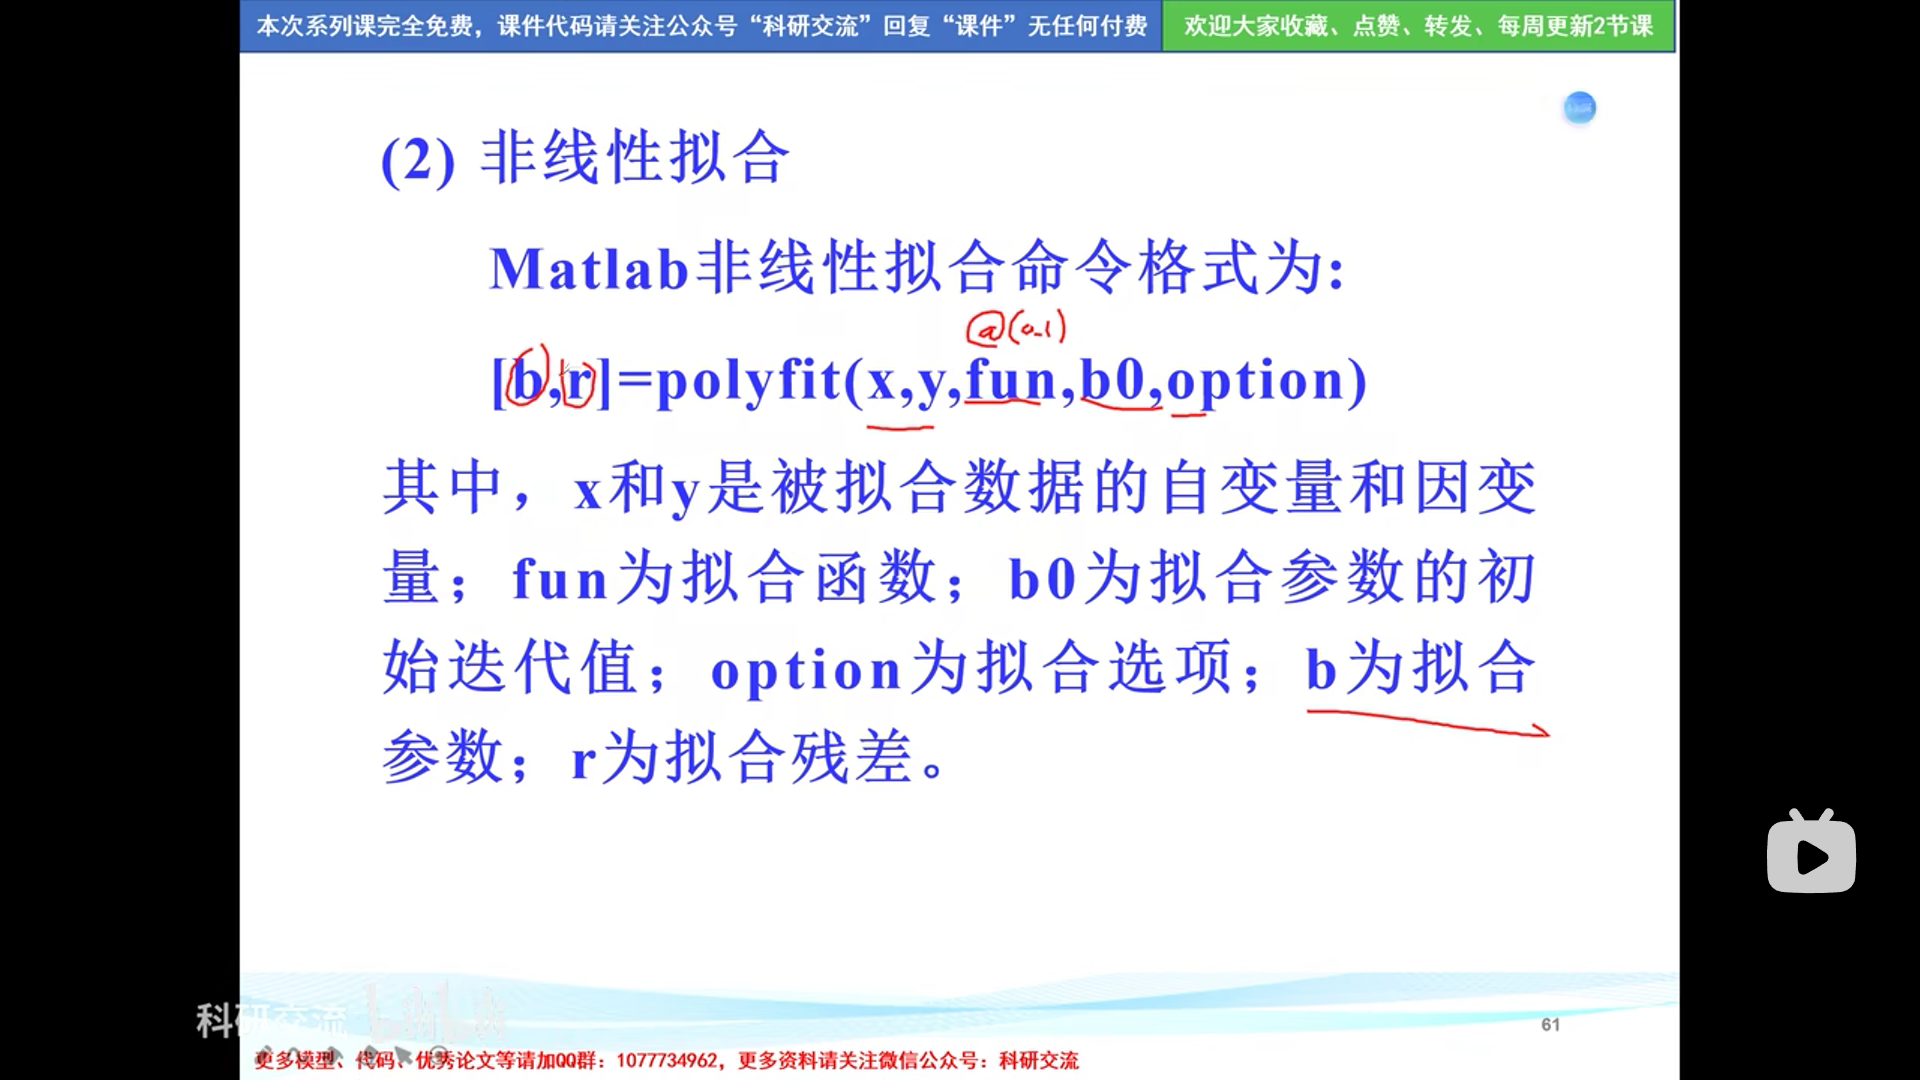 本次系列课完全免费，课件代码请关注公众号“科研交流”回复“课件”无任何付费
欢迎大家收藏、点赞、转发、每周更新2节课
(2) 非线性拟合
Matlab非线性拟合命令格式为:
@(0.1)
[b,r]=polyfit(x,y,fun,b0,option)
其中，x和y是被拟合数据的自变量和因变
量；fun为拟合函数；b0为拟合参数的初
始迭代值；option为拟合选项；b为拟合
参数；r为拟合残差。
科研交流
61
更多模型、代码、优秀论文等请加QQ群：1077734962，更多资料请关注微信公众号：科研交流